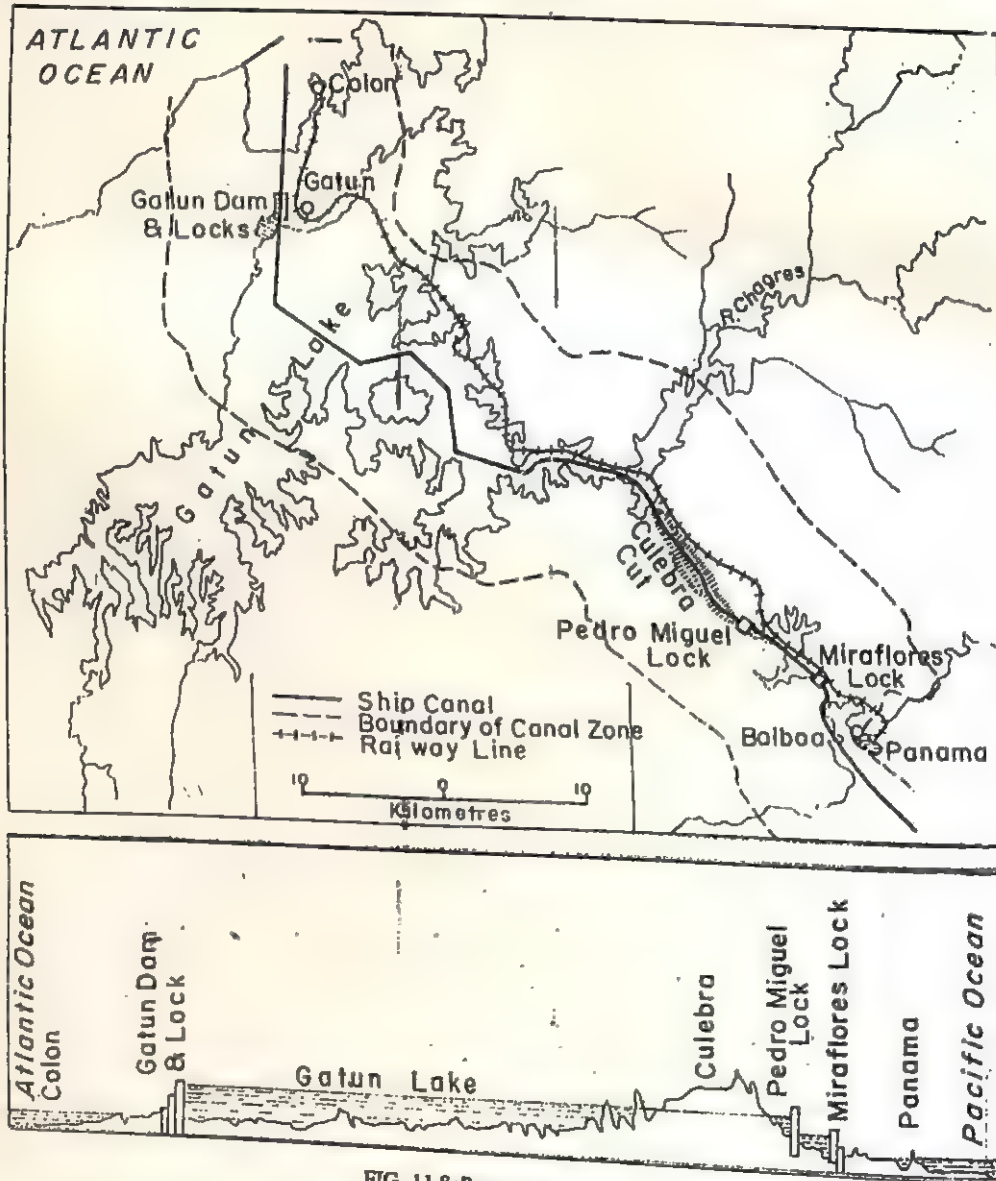 ATLANTIC
OCEAN
Colon
Gatun
Gatun Dam
& Locks
R. Chagres
Gatun Lake
Culebra
Cut
Pedro Miguel
Lock
Miraflores
Lock
Balboa
Panama
Ship Canal
Boundary of Canal Zone
Rai way Line
10 0 10
Kilometres
Atlantic Ocean
Colon
Gatun Dam
& Lock
Gatun Lake
Culebra
Pedro Miguel
Lock
Miraflores Lock
Panama
Pacific Ocean